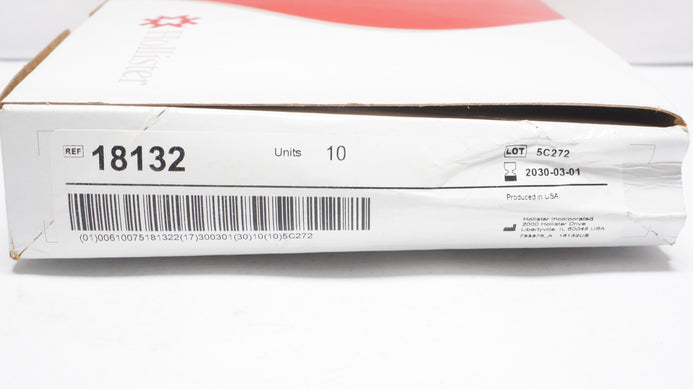 Hollister
REF 18132 Units 10
LOT 5C272
2030-03-01
Produced in USA
(01)00610075181322(17)300301(30)10(10)5C272
Hollister Incorporated
2000 Hollister Drive
Libertyville, IL 60048 USA
18132US